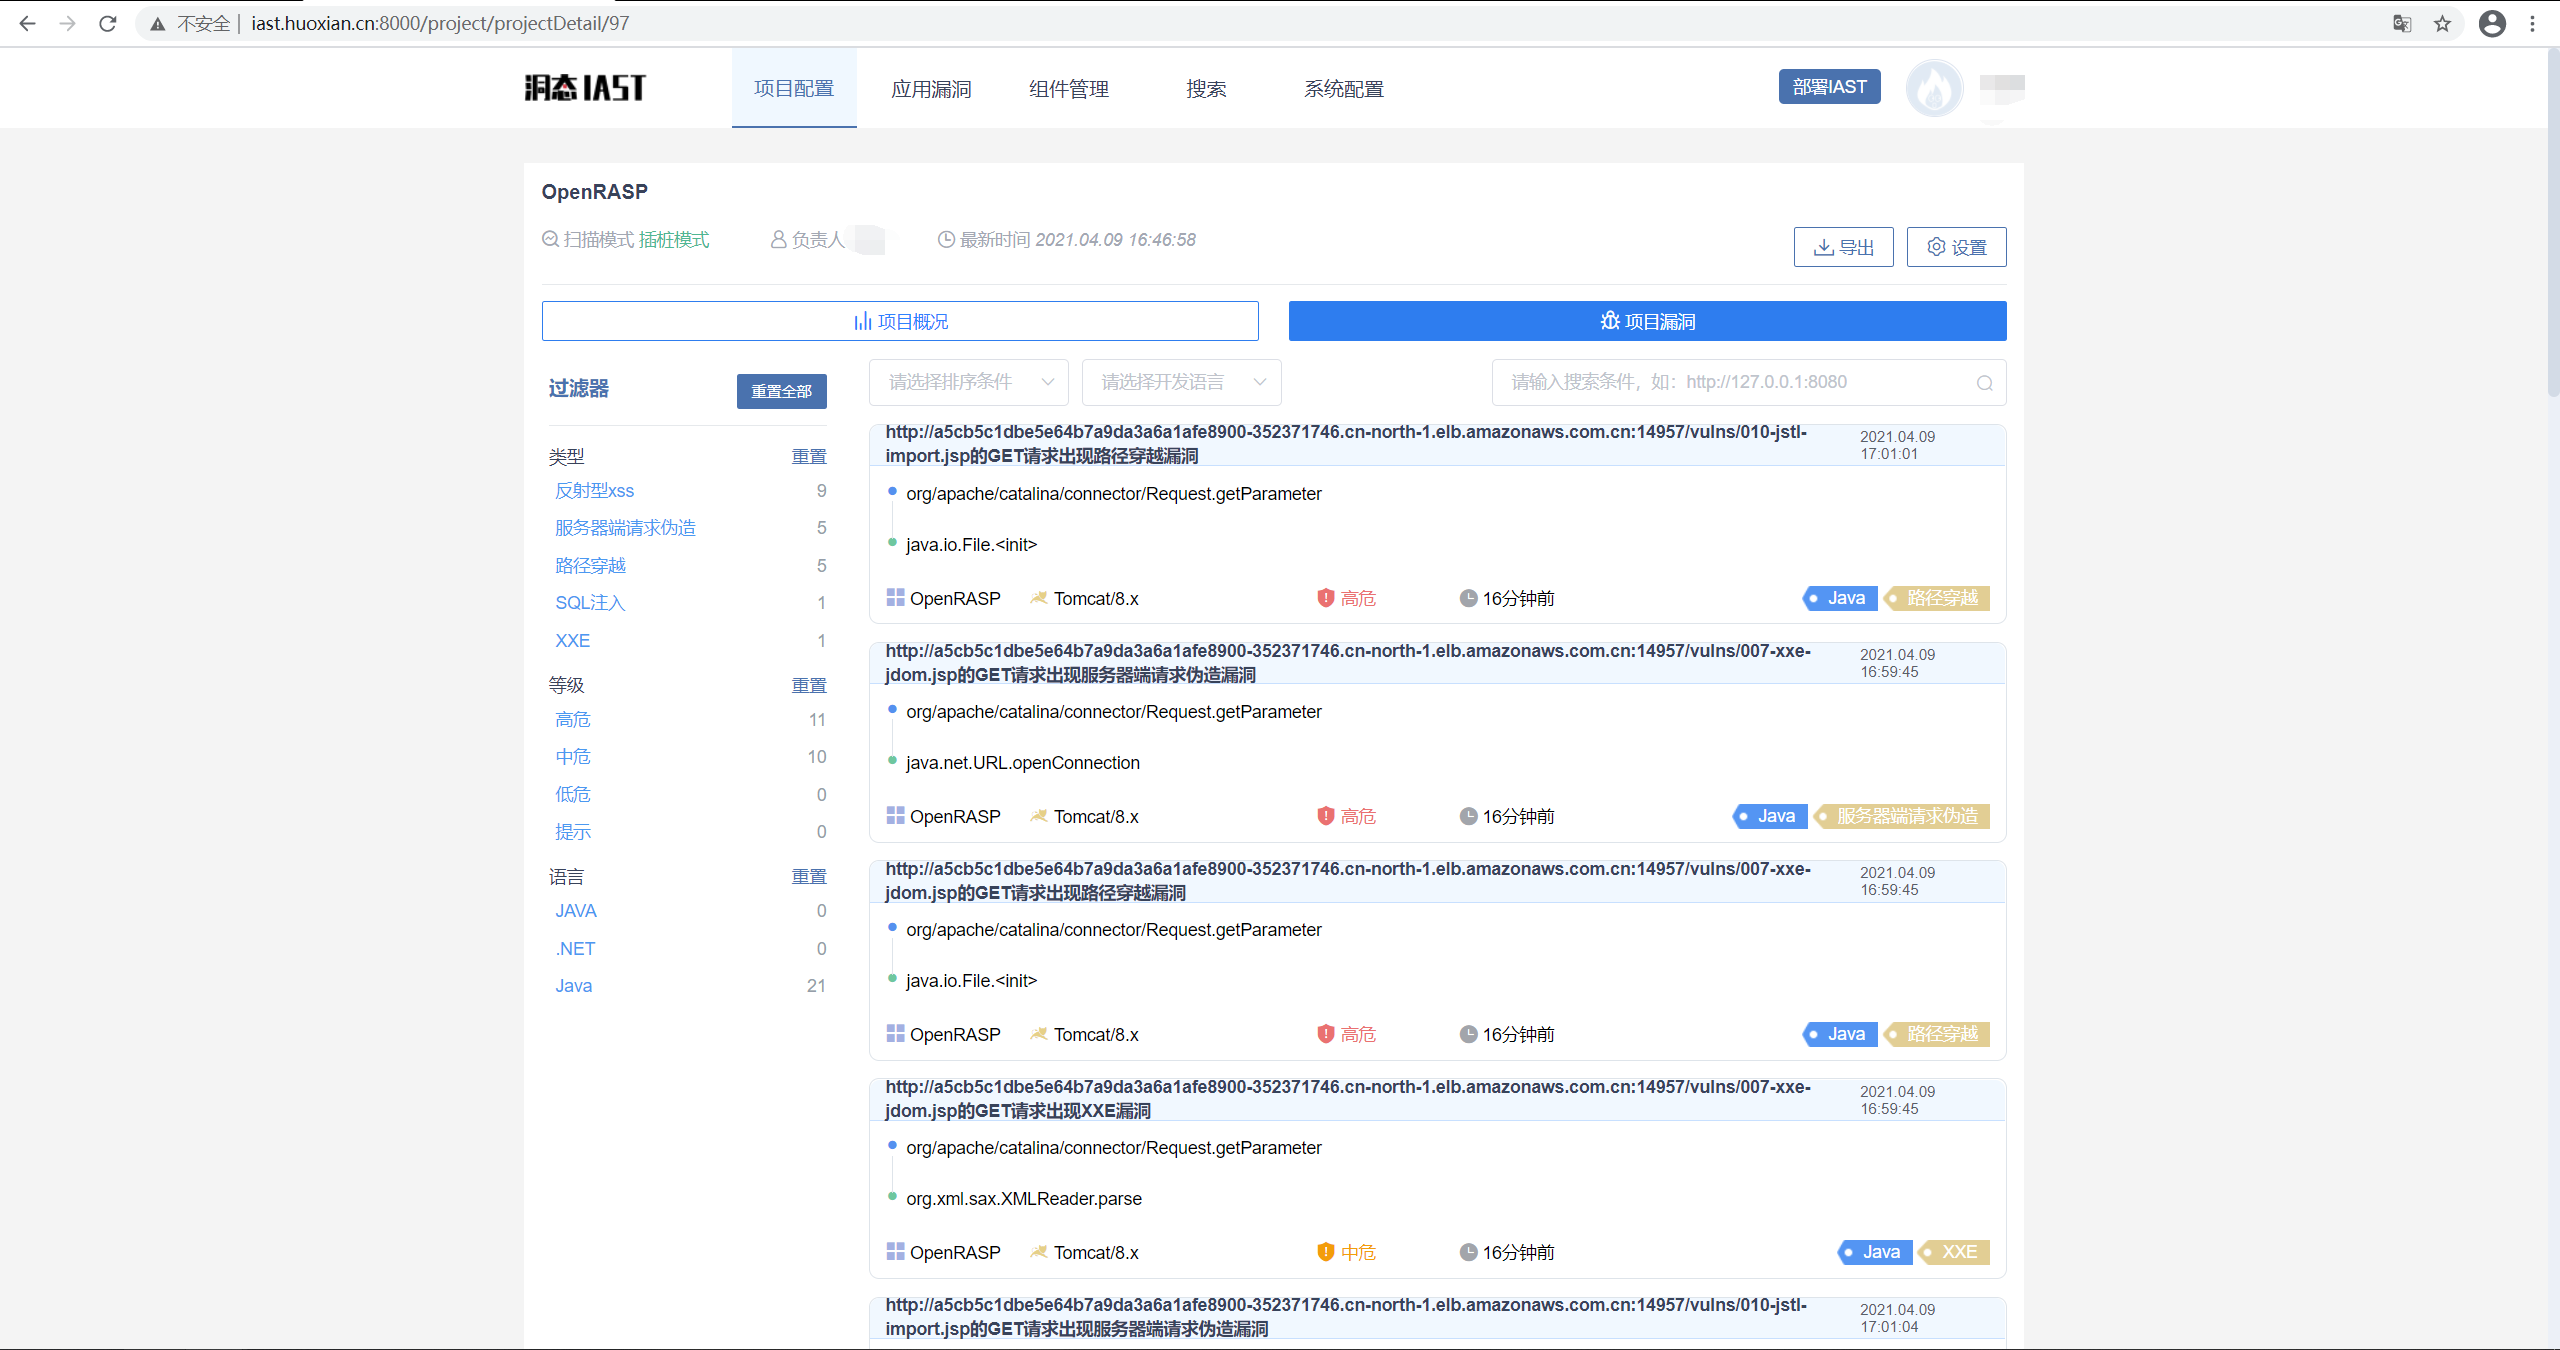 不安全 | iast.huoxian.cn:8000/project/projectDetail/97
洞态 IAST
项目配置
应用漏洞
组件管理
搜索
系统配置
部署IAST
OpenRASP
扫描模式 插桩模式
负责人
最新时间 2021.04.09 16:46:58
导出
设置
项目概况
项目漏洞
过滤器
重置全部
类型 重置
反射型xss 9
服务器端请求伪造 5
路径穿越 5
SQL注入 1
XXE 1
等级 重置
高危 11
中危 10
低危 0
提示 0
语言 重置
JAVA 0
.NET 0
Java 21
请选择排序条件
请选择开发语言
请输入搜索条件，如：http://127.0.0.1:8080
http://a5cb5c1dbe5e64b7a9da3a6a1afe8900-352371746.cn-north-1.elb.amazonaws.com.cn:14957/vulns/010-jstl-
import.jsp的GET请求出现路径穿越漏洞
2021.04.09
17:01:01
org/apache/catalina/connector/Request.getParameter
java.io.File.<init>
OpenRASP Tomcat/8.x 高危 16分钟前 Java 路径穿越
http://a5cb5c1dbe5e64b7a9da3a6a1afe8900-352371746.cn-north-1.elb.amazonaws.com.cn:14957/vulns/007-xxe-
jdom.jsp的GET请求出现服务器端请求伪造漏洞
2021.04.09
16:59:45
org/apache/catalina/connector/Request.getParameter
java.net.URL.openConnection
OpenRASP Tomcat/8.x 高危 16分钟前 Java 服务器端请求伪造
http://a5cb5c1dbe5e64b7a9da3a6a1afe8900-352371746.cn-north-1.elb.amazonaws.com.cn:14957/vulns/007-xxe-
jdom.jsp的GET请求出现路径穿越漏洞
2021.04.09
16:59:45
org/apache/catalina/connector/Request.getParameter
java.io.File.<init>
OpenRASP Tomcat/8.x 高危 16分钟前 Java 路径穿越
http://a5cb5c1dbe5e64b7a9da3a6a1afe8900-352371746.cn-north-1.elb.amazonaws.com.cn:14957/vulns/007-xxe-
jdom.jsp的GET请求出现XXE漏洞
2021.04.09
16:59:45
org/apache/catalina/connector/Request.getParameter
org.xml.sax.XMLReader.parse
OpenRASP Tomcat/8.x 中危 16分钟前 Java XXE
http://a5cb5c1dbe5e64b7a9da3a6a1afe8900-352371746.cn-north-1.elb.amazonaws.com.cn:14957/vulns/010-jstl-
import.jsp的GET请求出现服务器端请求伪造漏洞
2021.04.09
17:01:04